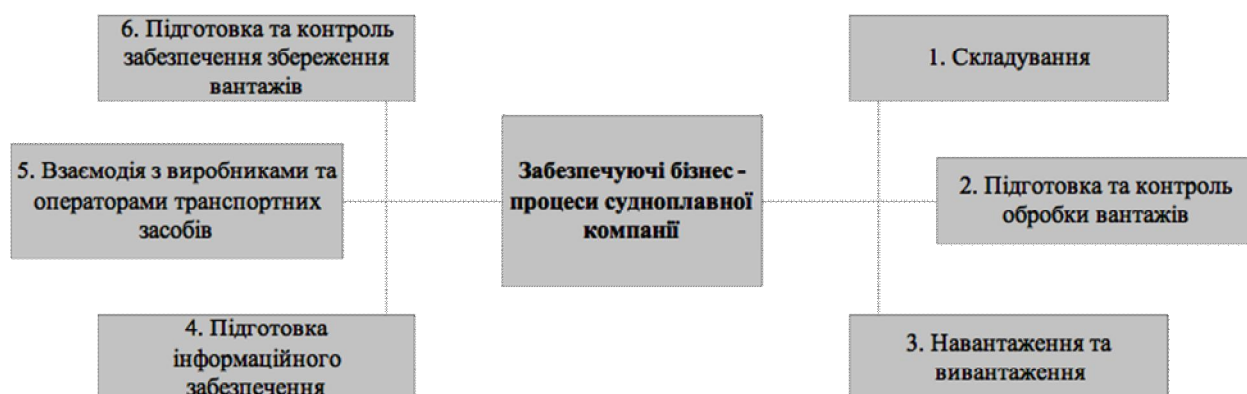 6. Підготовка та контроль
забезпечення збереження
вантажів
1. Складування
5. Взаємодія з виробниками та
операторами транспортних
засобів
Забезпечуючі бізнес -
процеси судноплавної
компанії
2. Підготовка та контроль
обробки вантажів
4. Підготовка
інформаційного
забезпечення
3. Навантаження та
вивантаження